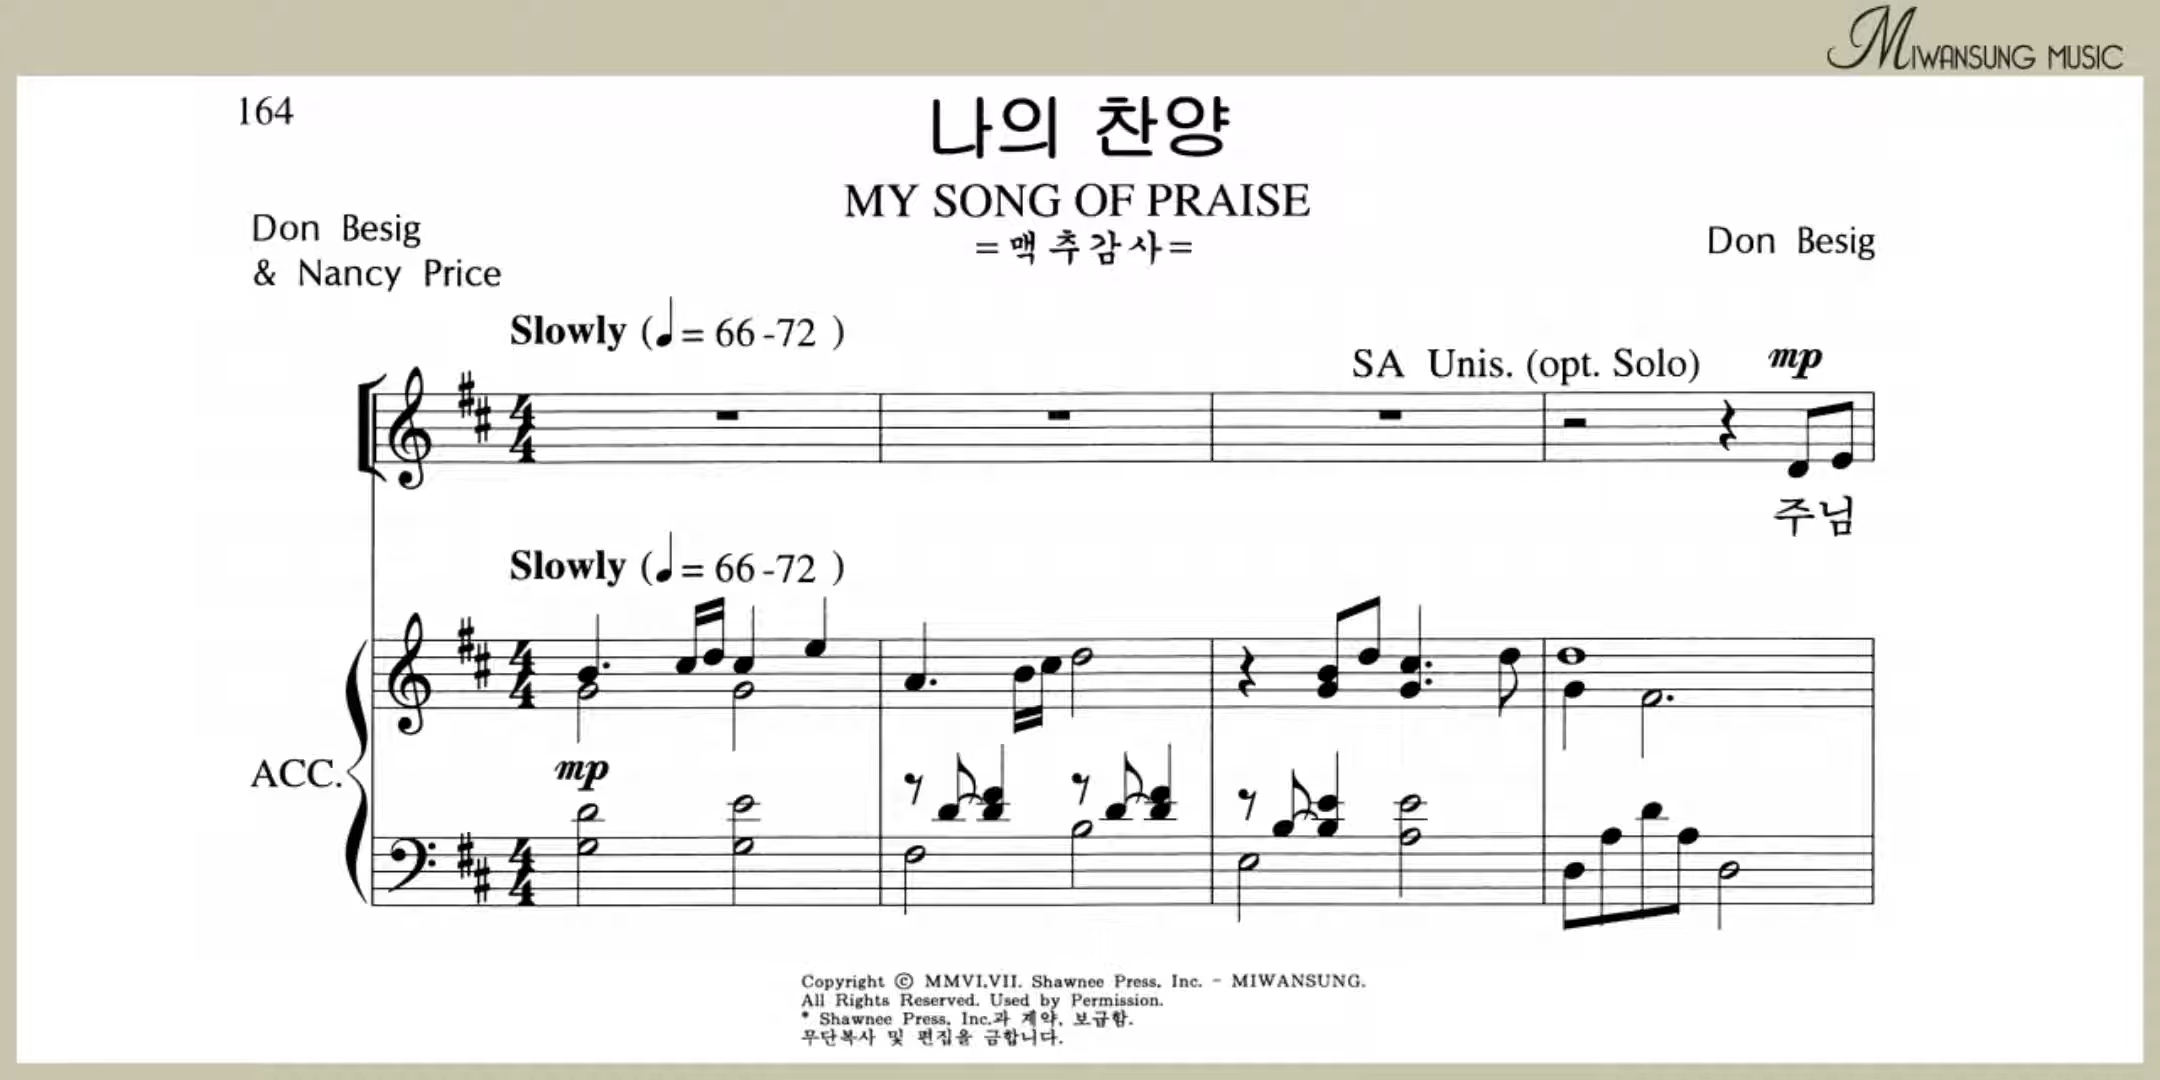 MIWANSUNG MUSIC
164
나의 찬양
MY SONG OF PRAISE
=맥추감사=
Don Besig
& Nancy Price
Don Besig
Slowly (♩= 66-72 )
SA Unis. (opt. Solo)
mp
주님
Slowly (♩= 66-72 )
ACC.
mp
Copyright © MMVI,VII. Shawnee Press, Inc. - MIWANSUNG.
All Rights Reserved. Used by Permission.
* Shawnee Press, Inc.과 계약, 보급함.
무단복사 및 편집을 금합니다.